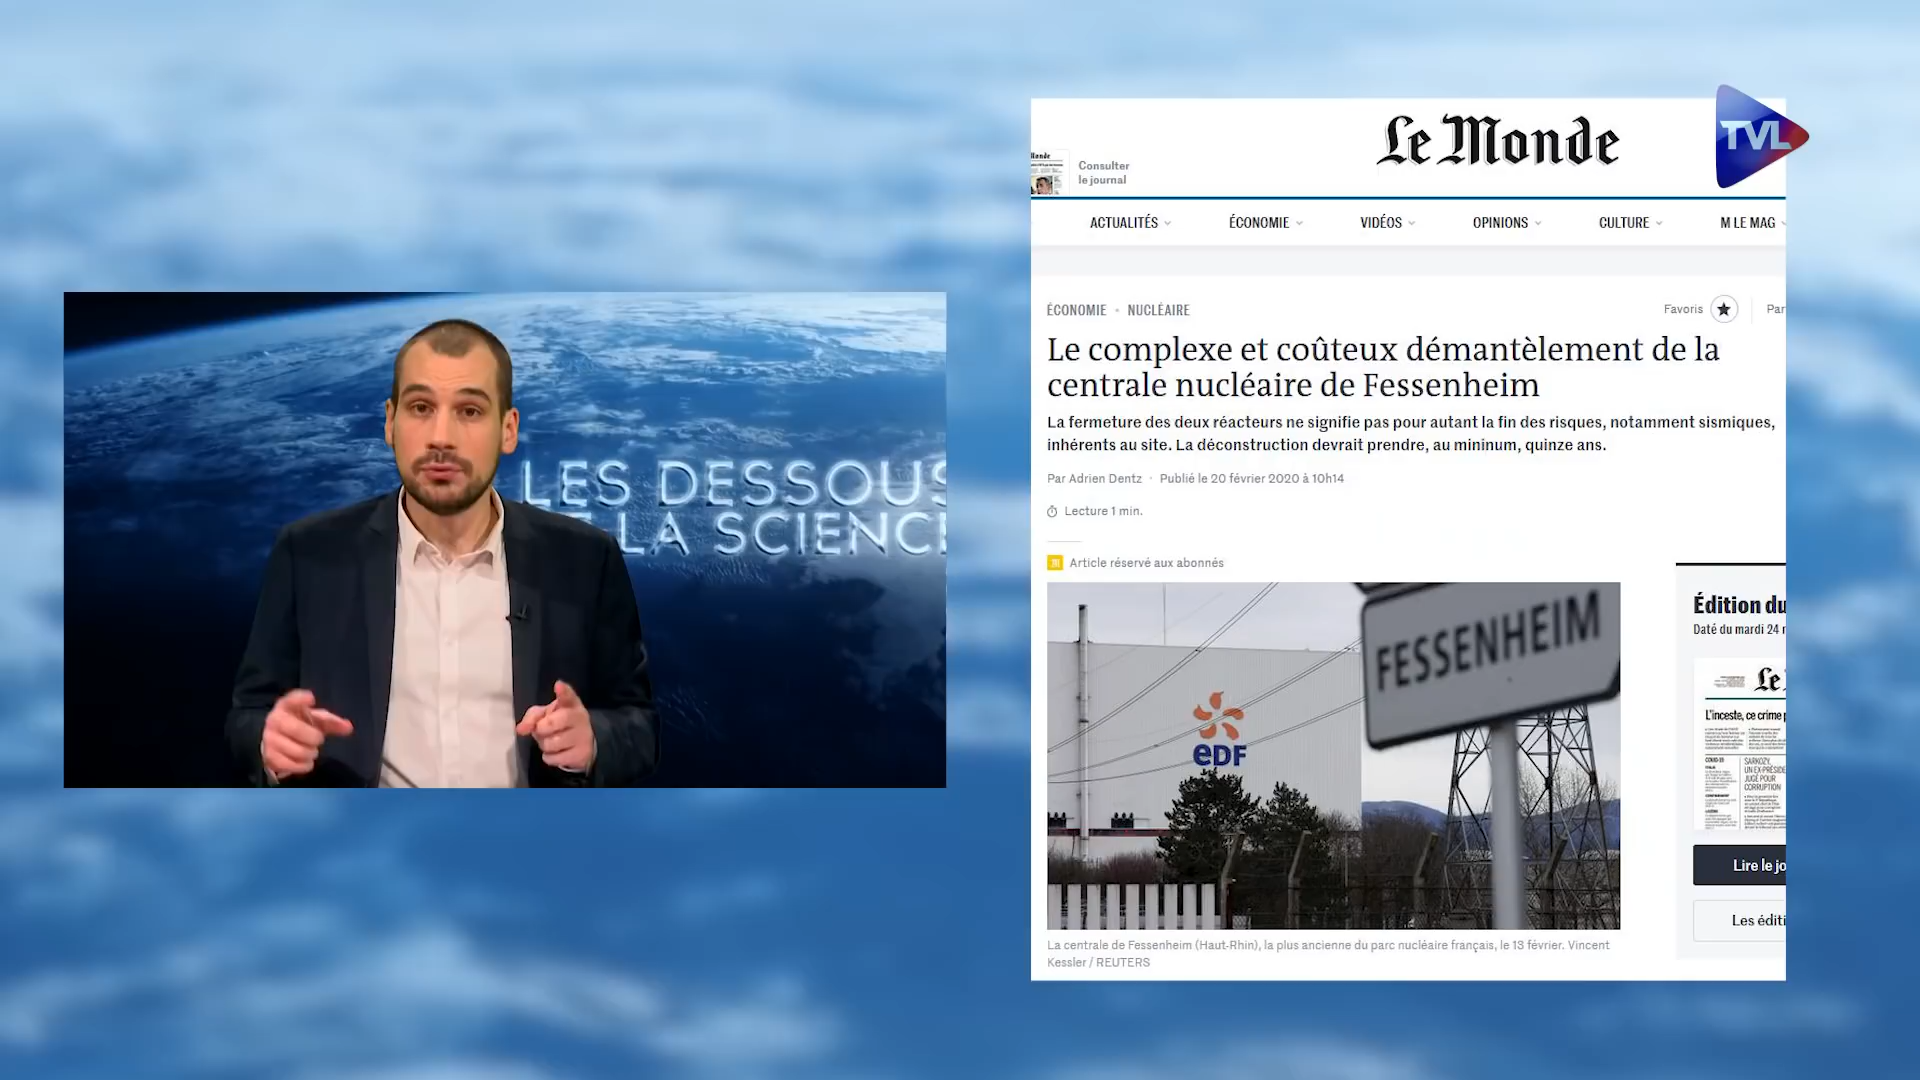 LES DESSOUS
DE LA SCIENCE
TVL
Le Monde
Consulter
le journal
ACTUALITÉS
ÉCONOMIE
VIDÉOS
OPINIONS
CULTURE
M LE MAG
ÉCONOMIE • NUCLÉAIRE
Favoris
Par
Le complexe et coûteux démantèlement de la
centrale nucléaire de Fessenheim
La fermeture des deux réacteurs ne signifie pas pour autant la fin des risques, notamment sismiques,
inhérents au site. La déconstruction devrait prendre, au mininum, quinze ans.
Par Adrien Dentz · Publié le 20 février 2020 à 10h14
Lecture 1 min.
Article réservé aux abonnés
FESSENHEIM
eDF
La centrale de Fessenheim (Haut-Rhin), la plus ancienne du parc nucléaire français, le 13 février. Vincent
Kessler / REUTERS
Édition du
Daté du mardi 24
Le
L'inceste, ce crime
COVID-19
SARKOZY,
UN EX-PRÉSIDE
JUGÉ POUR
CORRUPTION
Lire le jo
Les éditi